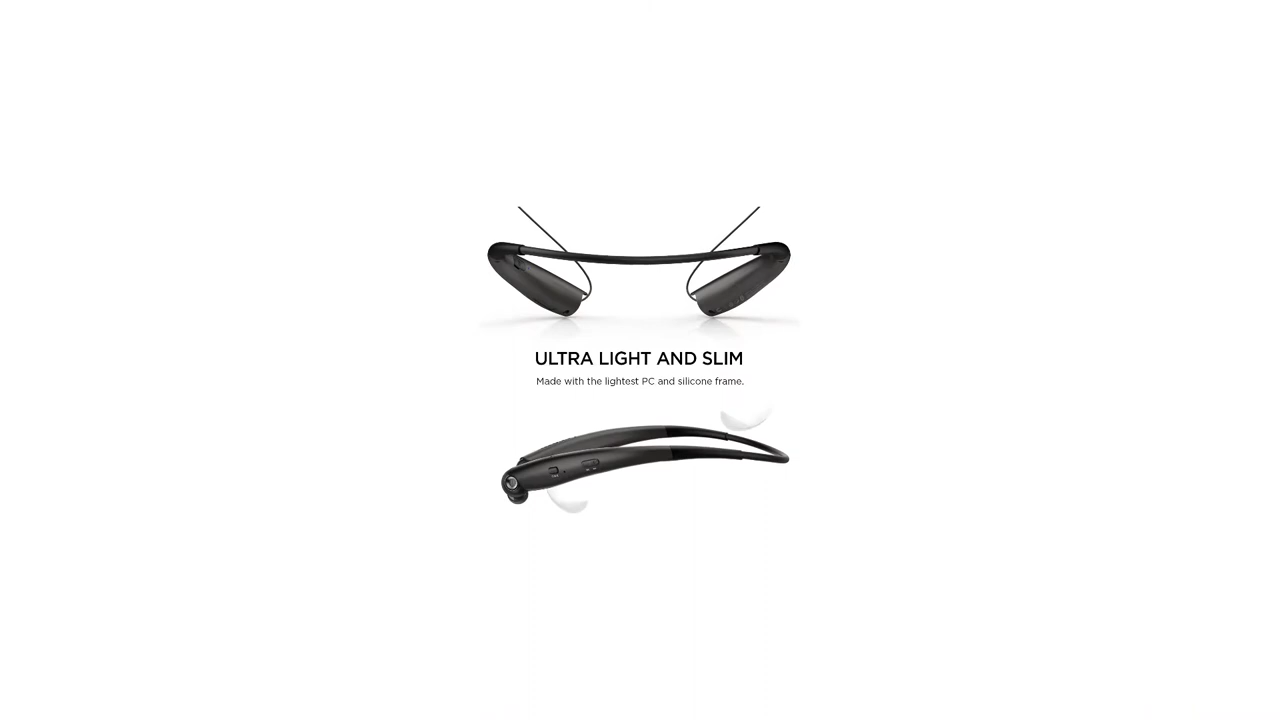 ULTRA LIGHT AND SLIM
Made with the lightest PC and silicone frame.